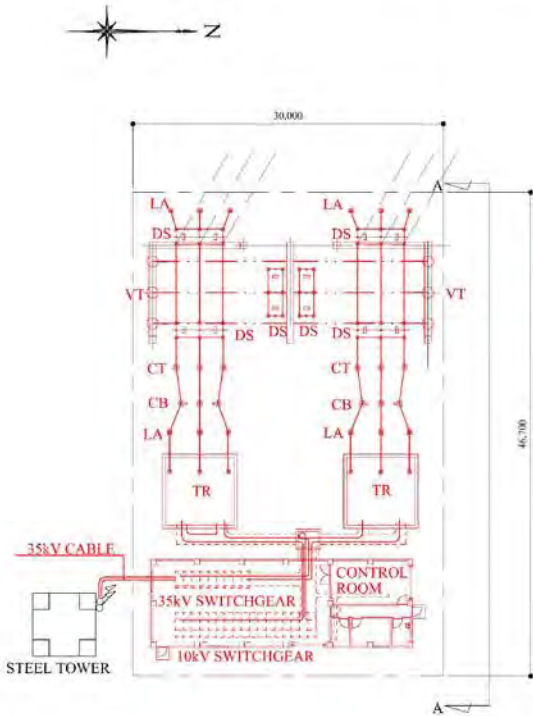 N
30,000
A
LA
LA
DS
DS
VT
VT
DS
DS
DS
DS
CT
CT
CB
CB
LA
LA
46,700
TR
TR
35kV CABLE
CONTROL
ROOM
35kV SWITCHGEAR
10kV SWITCHGEAR
STEEL TOWER
A